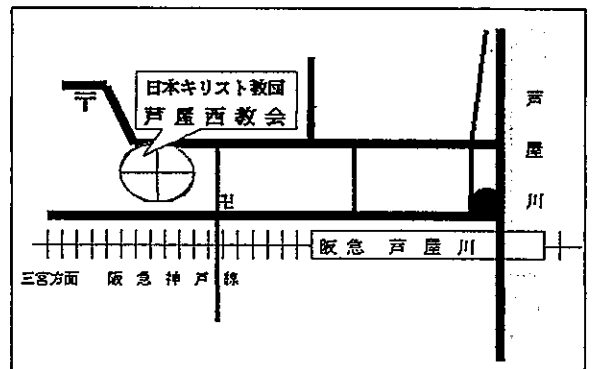 日本キリスト教団
芦屋西教会
芦屋川
〒
卍
阪急 芦屋川
三宮方面 阪急神戸線